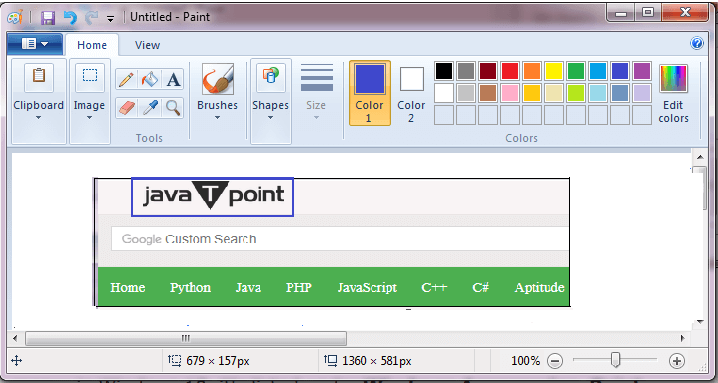 Untitled - Paint
Home View
Clipboard Image Tools Brushes Shapes Size Color 1 Color 2 Colors Edit colors
A
java T point
Google Custom Search
Home Python Java PHP JavaScript C++ C# Aptitude
679 × 157px 1360 × 581px 100%